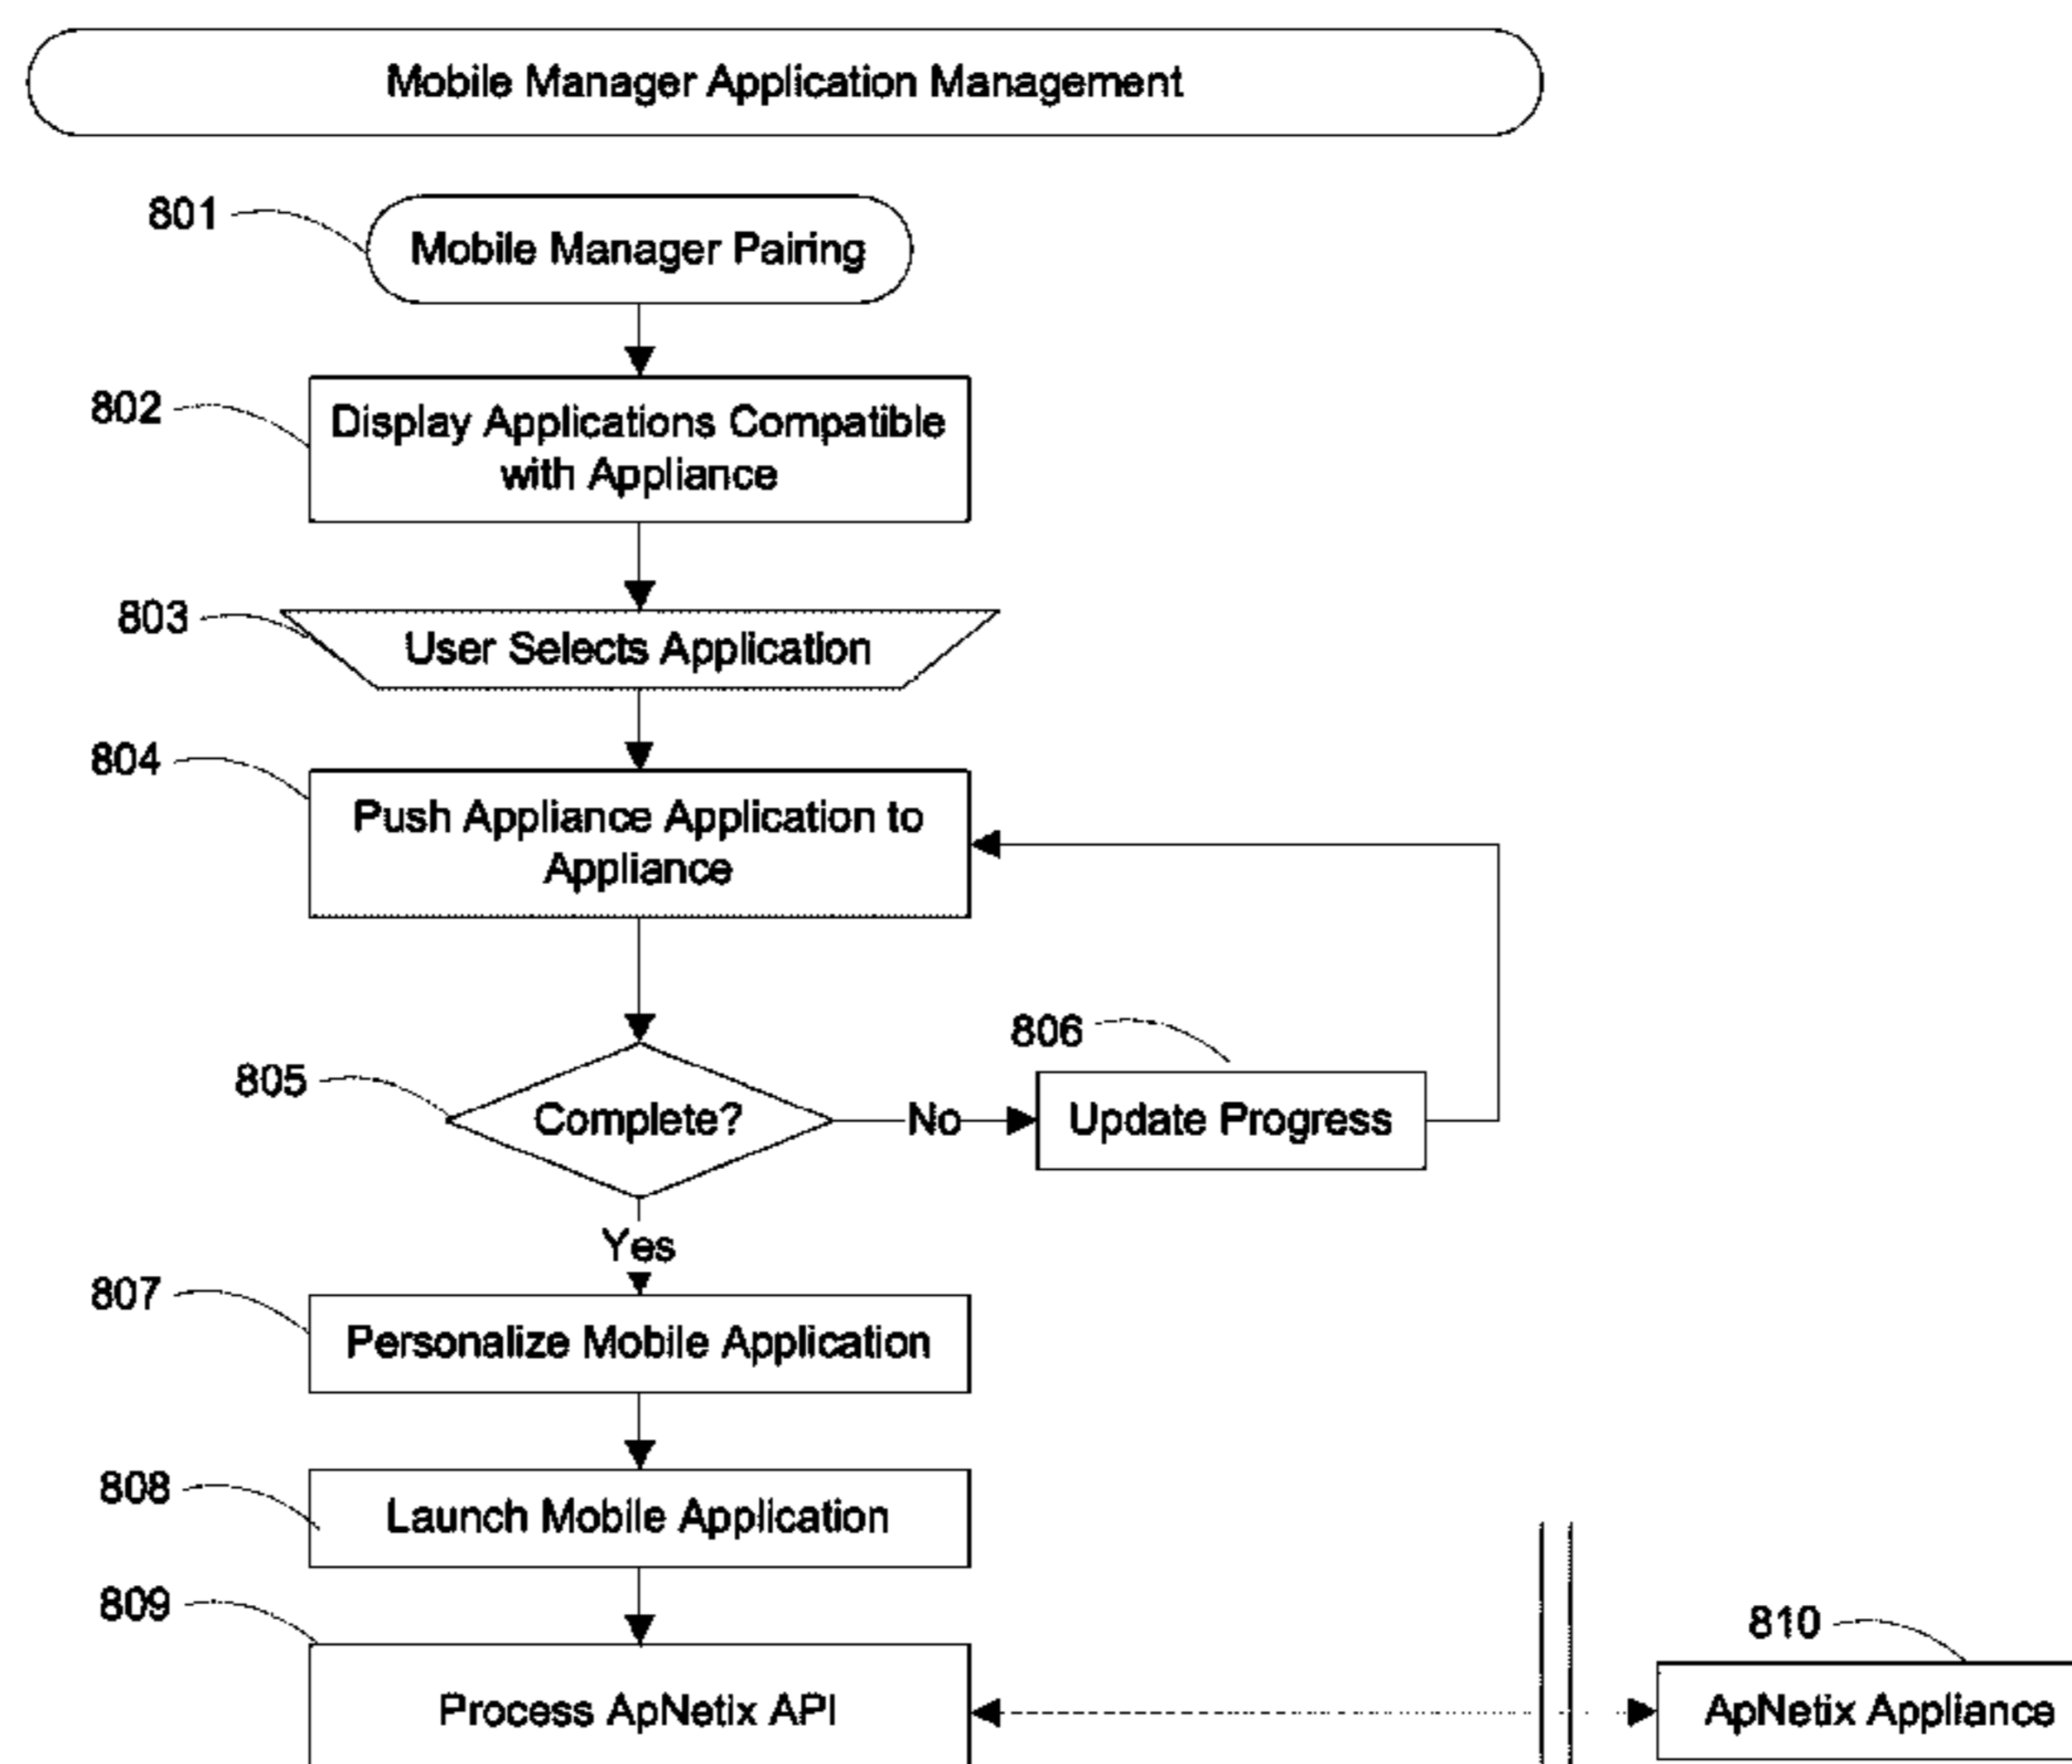 Mobile Manager Application Management
801
Mobile Manager Pairing
802
Display Applications Compatible
with Appliance
803
User Selects Application
804
Push Appliance Application to
Appliance
805
Complete?
No
806
Update Progress
Yes
807
Personalize Mobile Application
808
Launch Mobile Application
809
Process ApNetix API
810
ApNetix Appliance